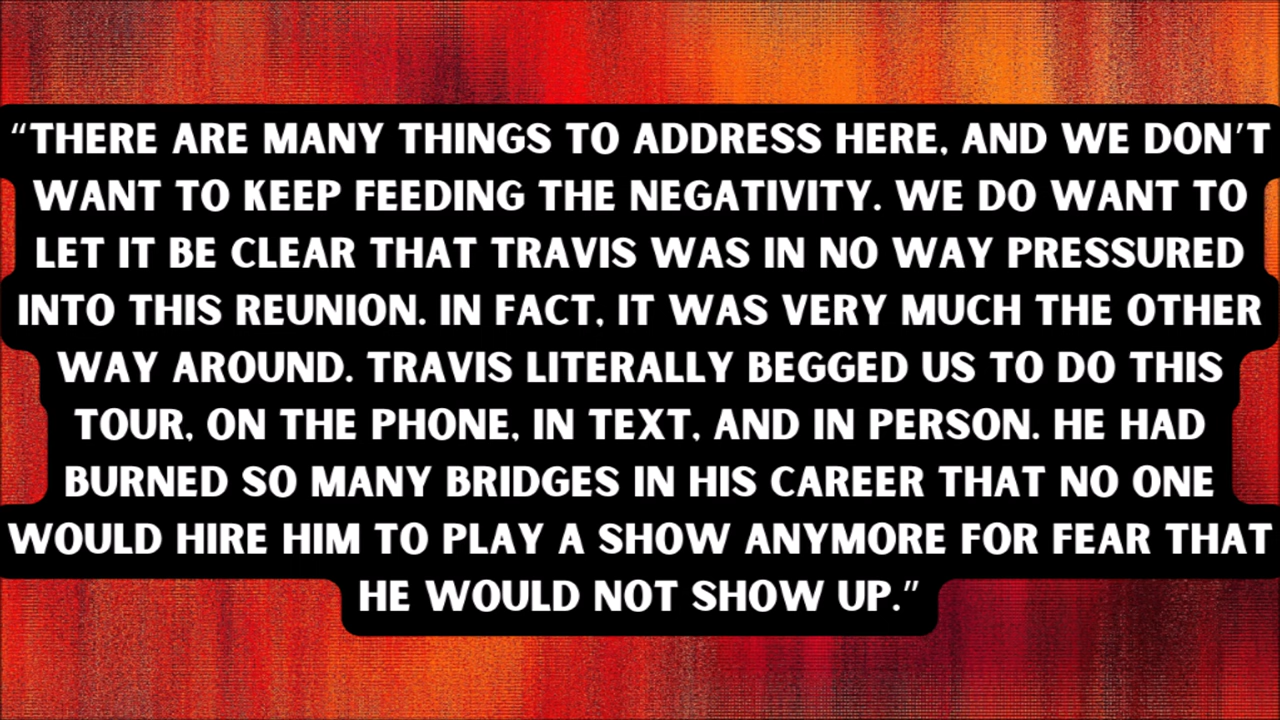 “THERE ARE MANY THINGS TO ADDRESS HERE, AND WE DON’T
WANT TO KEEP FEEDING THE NEGATIVITY. WE DO WANT TO
LET IT BE CLEAR THAT TRAVIS WAS IN NO WAY PRESSURED
INTO THIS REUNION. IN FACT, IT WAS VERY MUCH THE OTHER
WAY AROUND. TRAVIS LITERALLY BEGGED US TO DO THIS
TOUR, ON THE PHONE, IN TEXT, AND IN PERSON. HE HAD
BURNED SO MANY BRIDGES IN HIS CAREER THAT NO ONE
WOULD HIRE HIM TO PLAY A SHOW ANYMORE FOR FEAR THAT
HE WOULD NOT SHOW UP.”